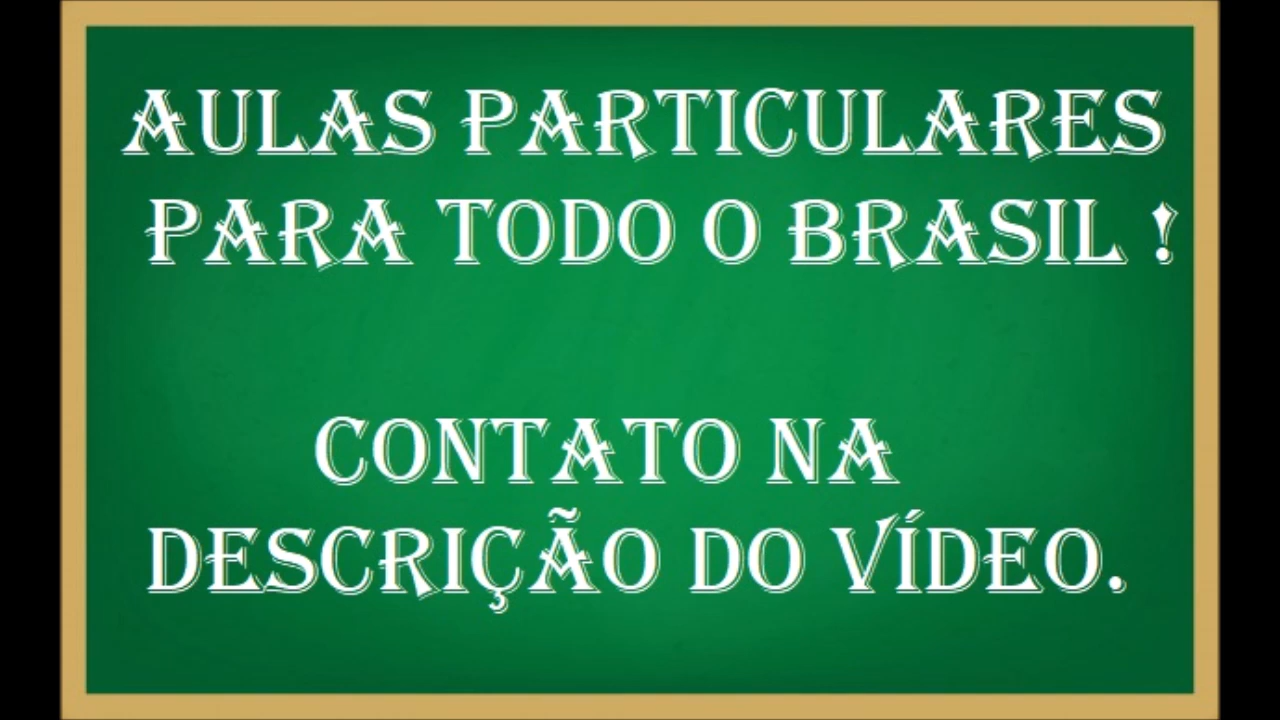 AULAS PARTICULARES
PARA TODO O BRASIL !
CONTATO NA
DESCRIÇÃO DO VÍDEO.